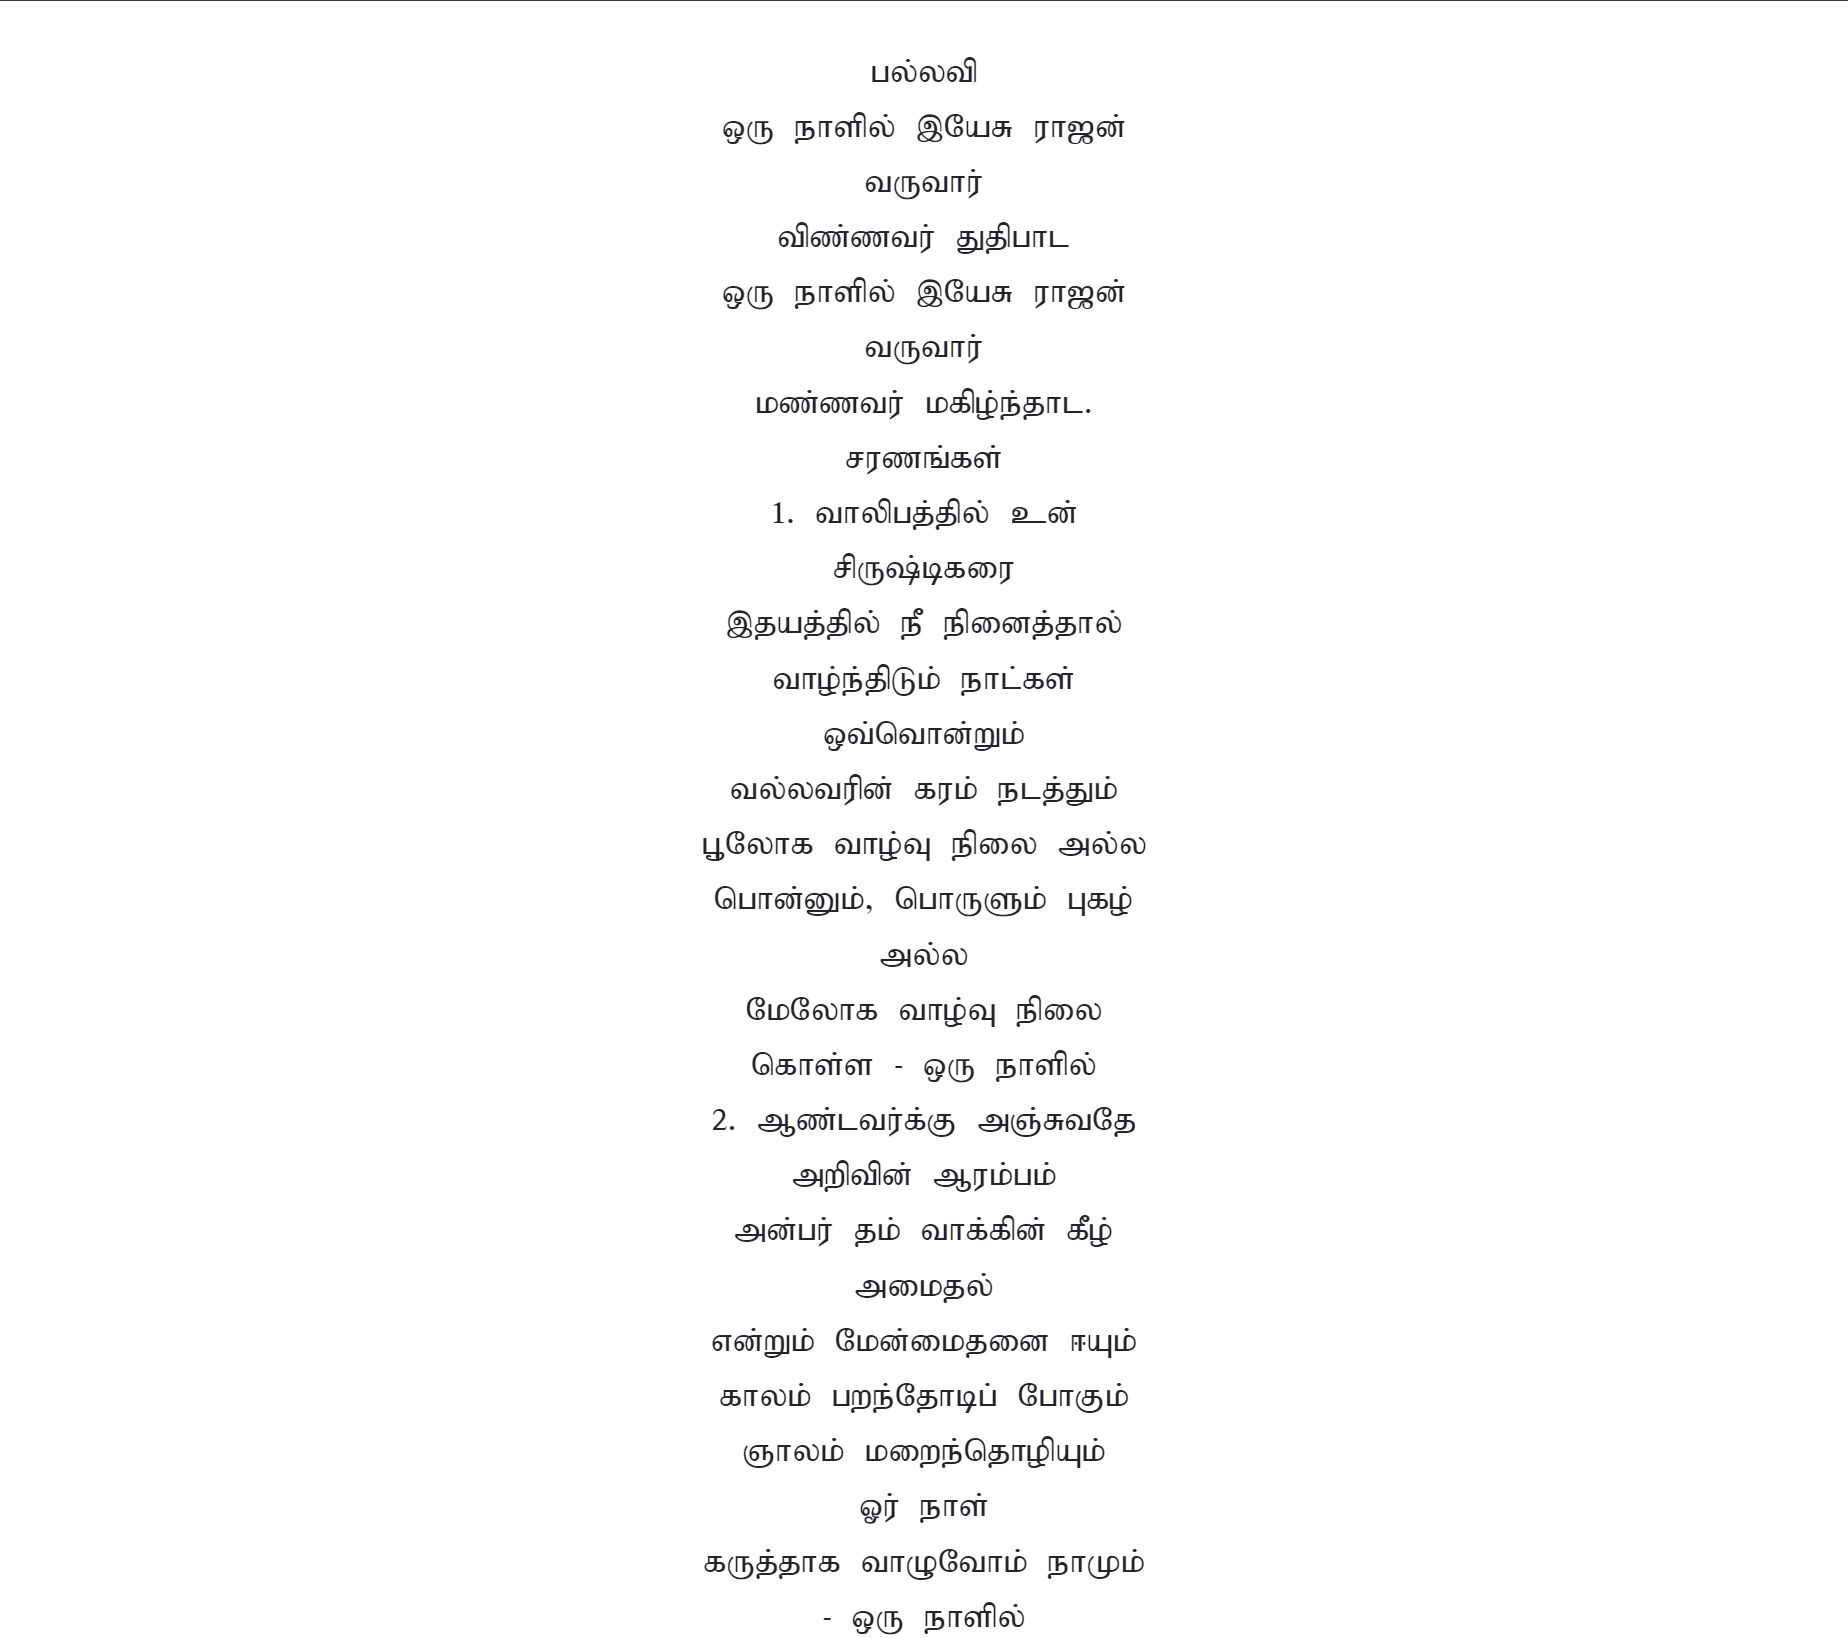 பல்லவி
ஒரு நாளில் இயேசு ராஜன்
வருவார்
விண்ணவர் துதிபாட
ஒரு நாளில் இயேசு ராஜன்
வருவார்
மண்ணவர் மகிழ்ந்தாட.
சரணங்கள்
1. வாலிபத்தில் உன்
சிருஷ்டிகரை
இதயத்தில் நீ நினைத்தால்
வாழ்ந்திடும் நாட்கள்
ஒவ்வொன்றும்
வல்லவரின் கரம் நடத்தும்
பூலோக வாழ்வு நிலை அல்ல
பொன்னும், பொருளும் புகழ்
அல்ல
மேலோக வாழ்வு நிலை
கொள்ள - ஒரு நாளில்
2. ஆண்டவர்க்கு அஞ்சுவதே
அறிவின் ஆரம்பம்
அன்பர் தம் வாக்கின் கீழ்
அமைதல்
என்றும் மேன்மைதனை ஈயும்
காலம் பறந்தோடிப் போகும்
ஞாலம் மறைந்தொழியும்
ஓர் நாள்
கருத்தாக வாழுவோம் நாமும்
- ஒரு நாளில்